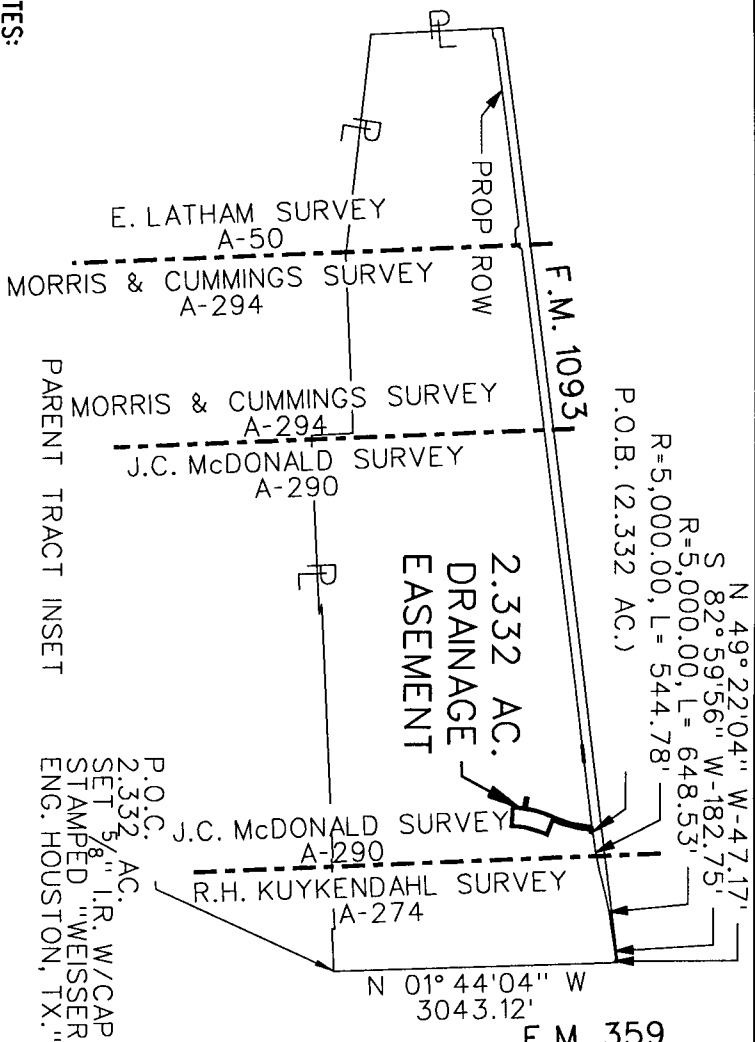 TES:
PL
PL
PROP ROW
E. LATHAM SURVEY
A-50
MORRIS & CUMMINGS SURVEY
A-294
F.M. 1093
MORRIS & CUMMINGS SURVEY
A-294
J.C. McDONALD SURVEY
A-290
PL
PARENT TRACT INSET
N 49°22'04" W-47.17'
S 82°59'56" W-182.75'
R=5,000.00, L= 648.53'
R=5,000.00, L= 544.78'
P.O.B. (2.332 AC.)
2.332 AC.
DRAINAGE
EASEMENT
J.C. McDONALD SURVEY
A-290
R.H. KUYKENDAHL SURVEY
A-274
P.O.C.
2.332 AC.
SET 5/8" I.R. W/CAP
STAMPED "WEISSER
ENG. HOUSTON, TX."
N 01°44'04" W
3043.12'
F.M. 359